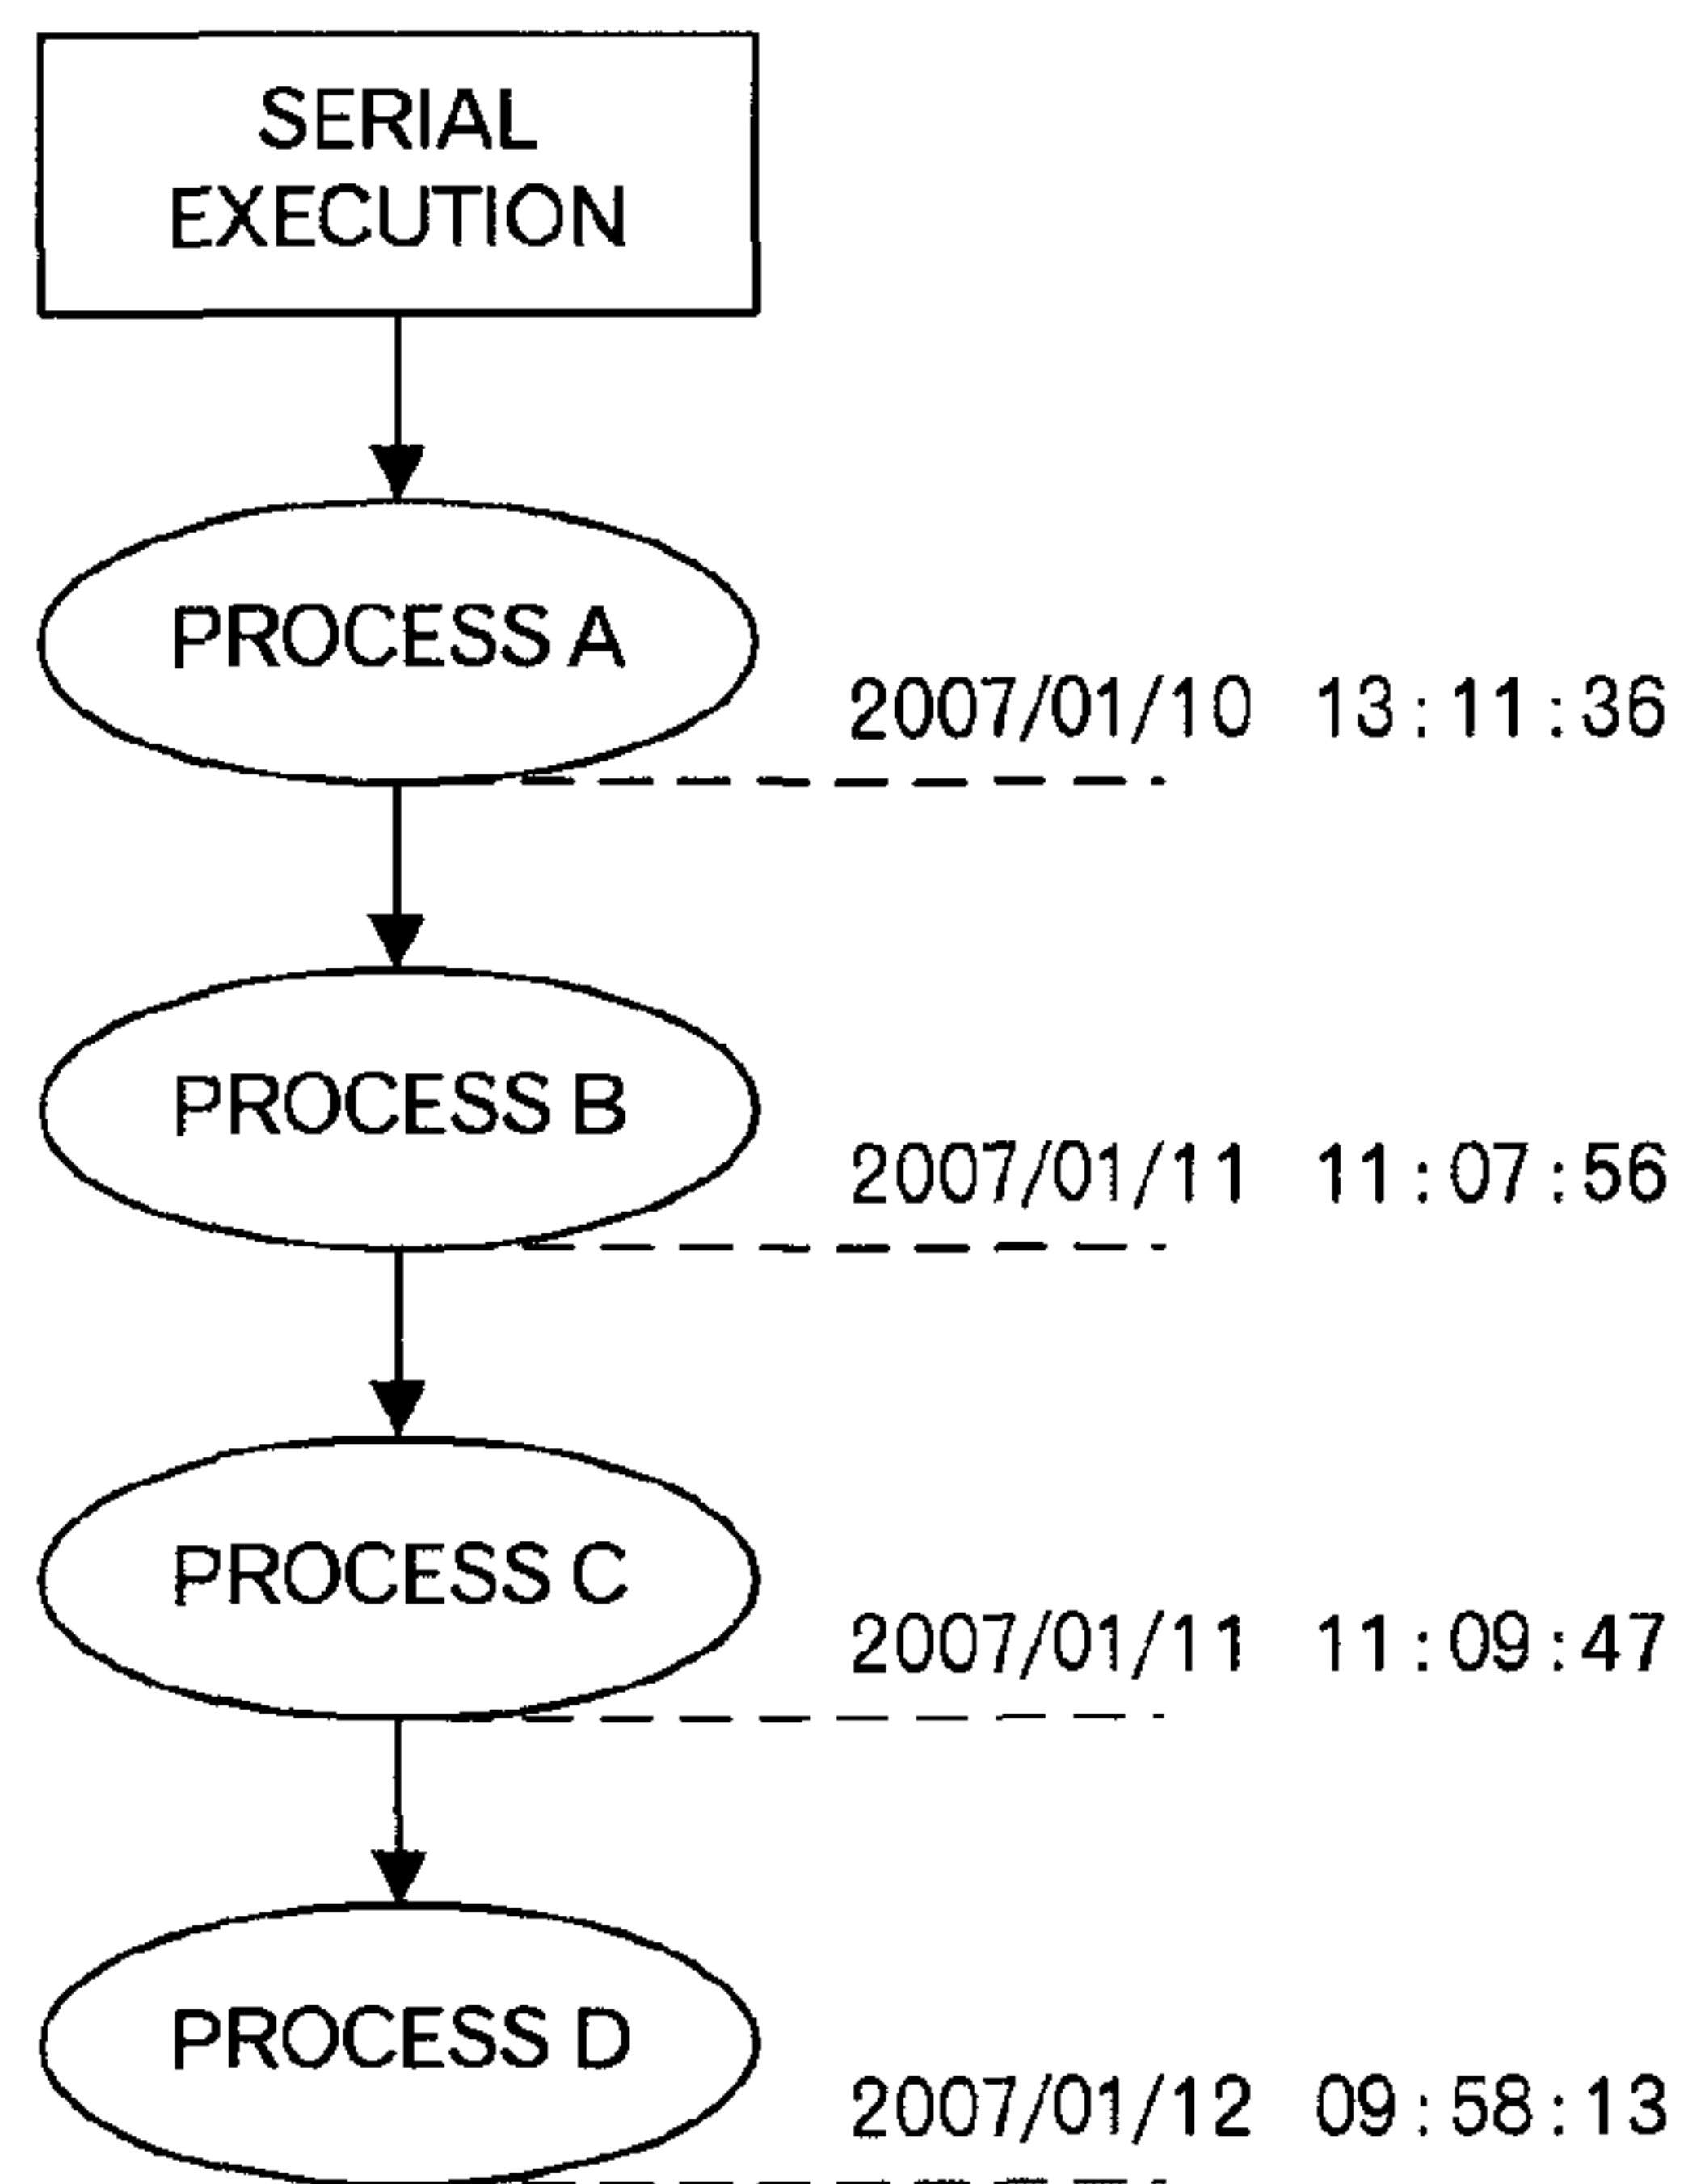 SERIAL
EXECUTION
PROCESS A
2007/01/10 13:11:36
PROCESS B
2007/01/11 11:07:56
PROCESS C
2007/01/11 11:09:47
PROCESS D
2007/01/12 09:58:13